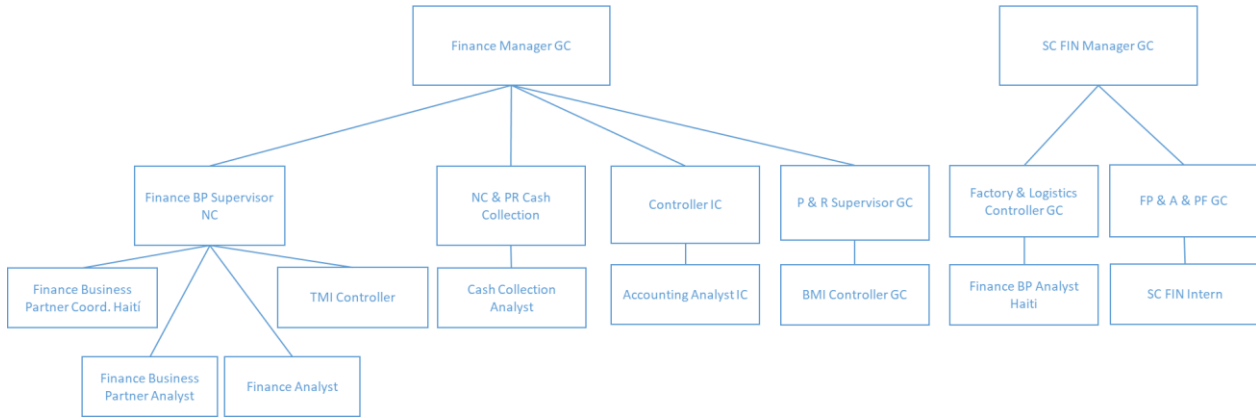 Finance Manager GC
SC FIN Manager GC
Finance BP Supervisor
NC
NC & PR Cash
Collection
Controller IC
P & R Supervisor GC
Factory & Logistics
Controller GC
FP & A & PF GC
Finance Business
Partner Coord. Haití
TMI Controller
Cash Collection
Analyst
Accounting Analyst IC
BMI Controller GC
Finance BP Analyst
Haiti
SC FIN Intern
Finance Business
Partner Analyst
Finance Analyst